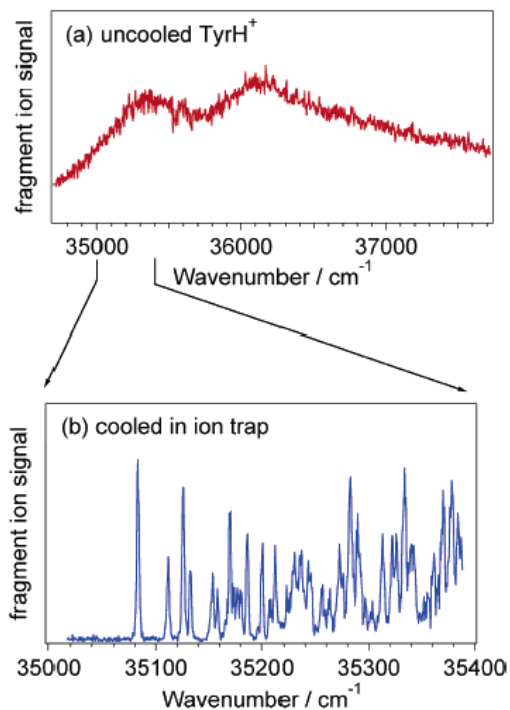 (a) uncooled TyrH+
fragment ion signal
35000 36000 37000
Wavenumber / cm-1
(b) cooled in ion trap
fragment ion signal
35000 35100 35200 35300 35400
Wavenumber / cm-1